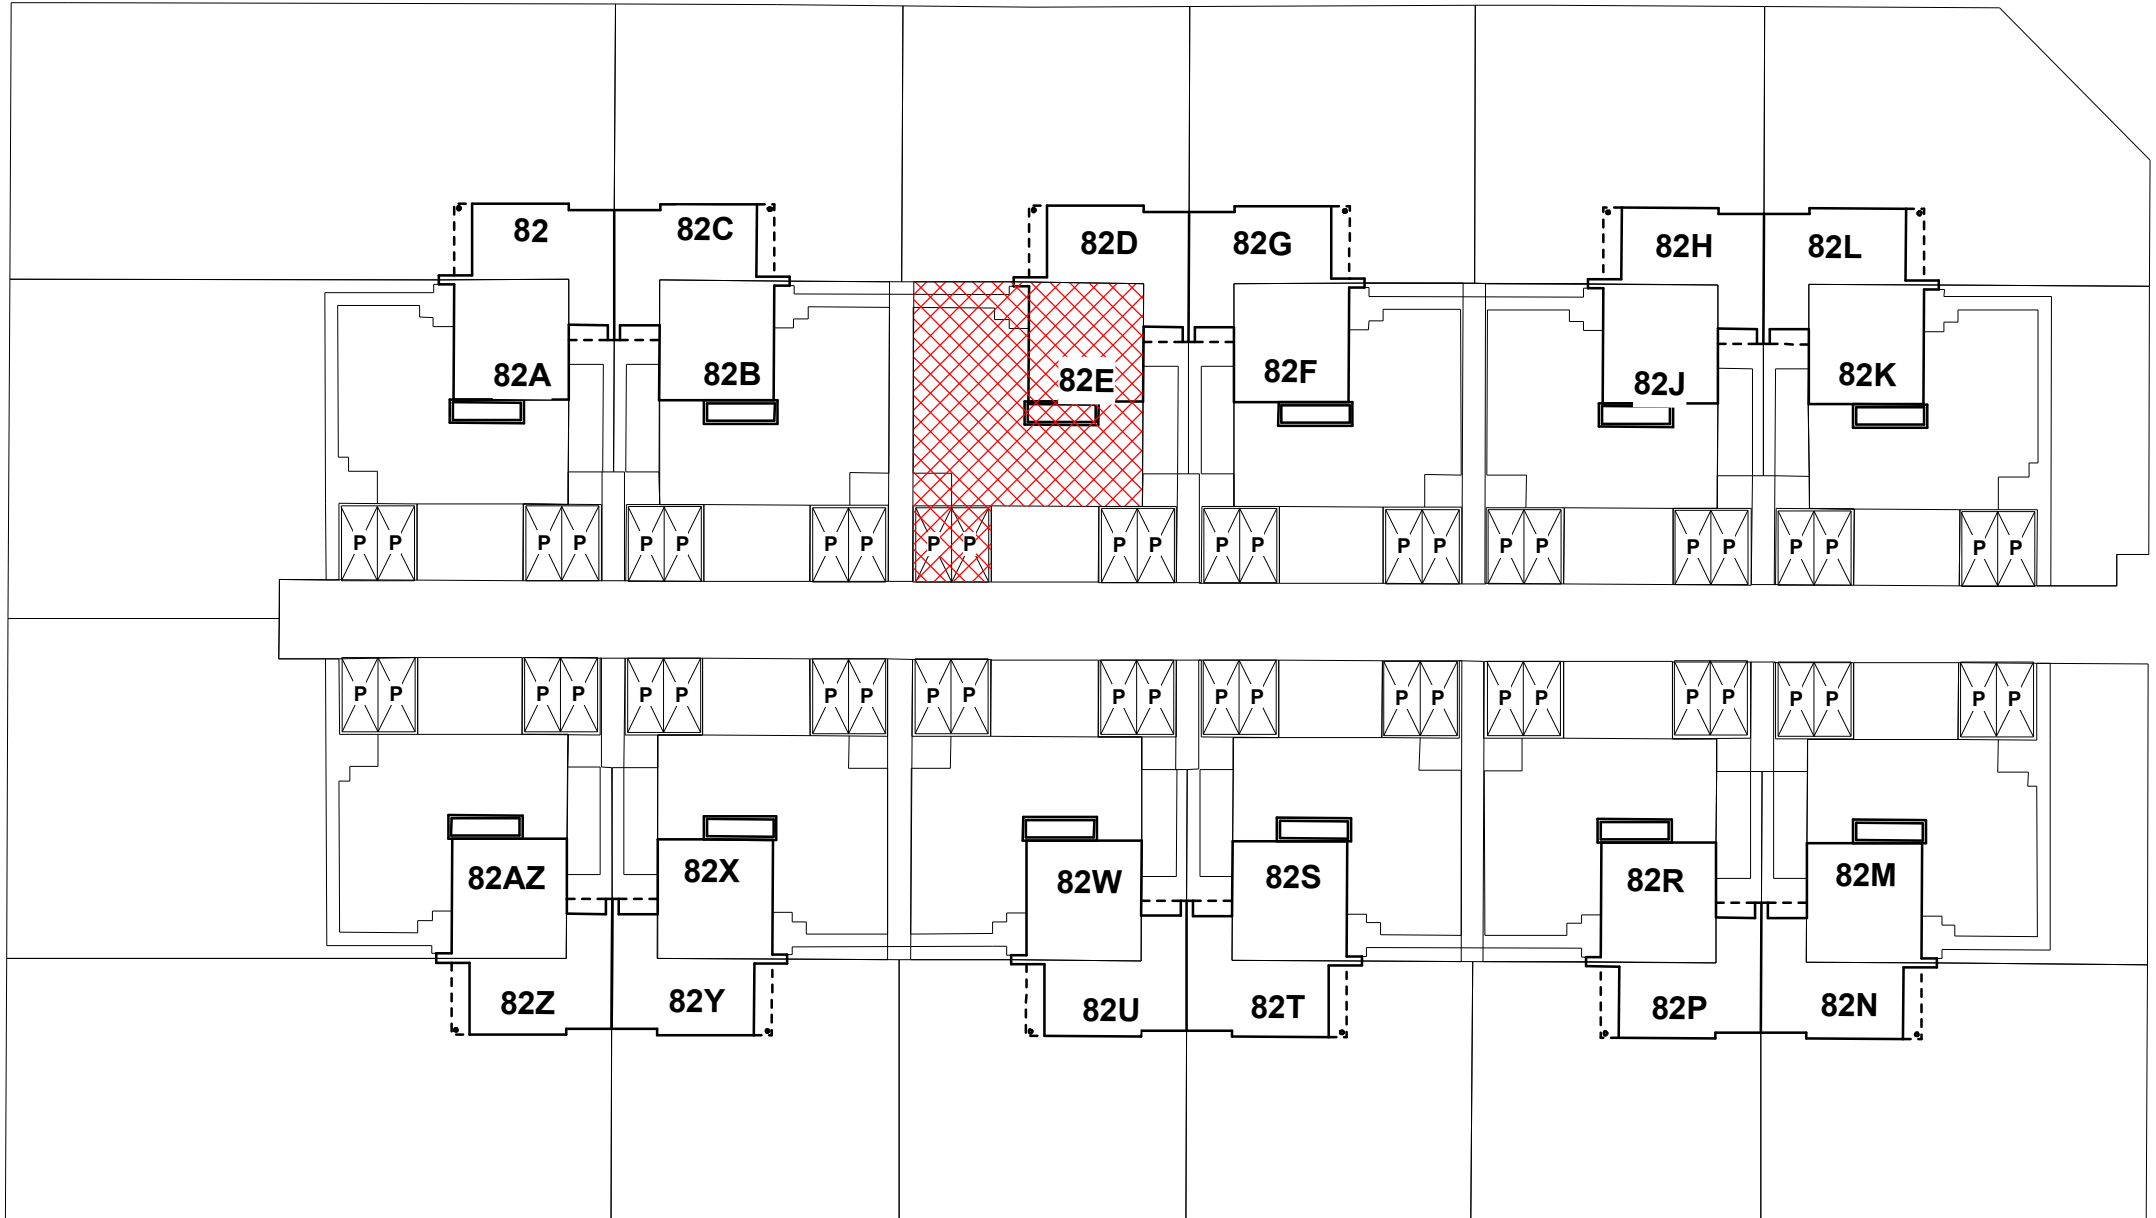 82 82C 82D 82G 82H 82L
82A 82B 82E 82F 82J 82K
P P P P P P P P P P P P P P P P P P P P P P P P
P P P P P P P P P P P P P P P P P P P P P P P P
82AZ 82X 82W 82S 82R 82M
82Z 82Y 82U 82T 82P 82N